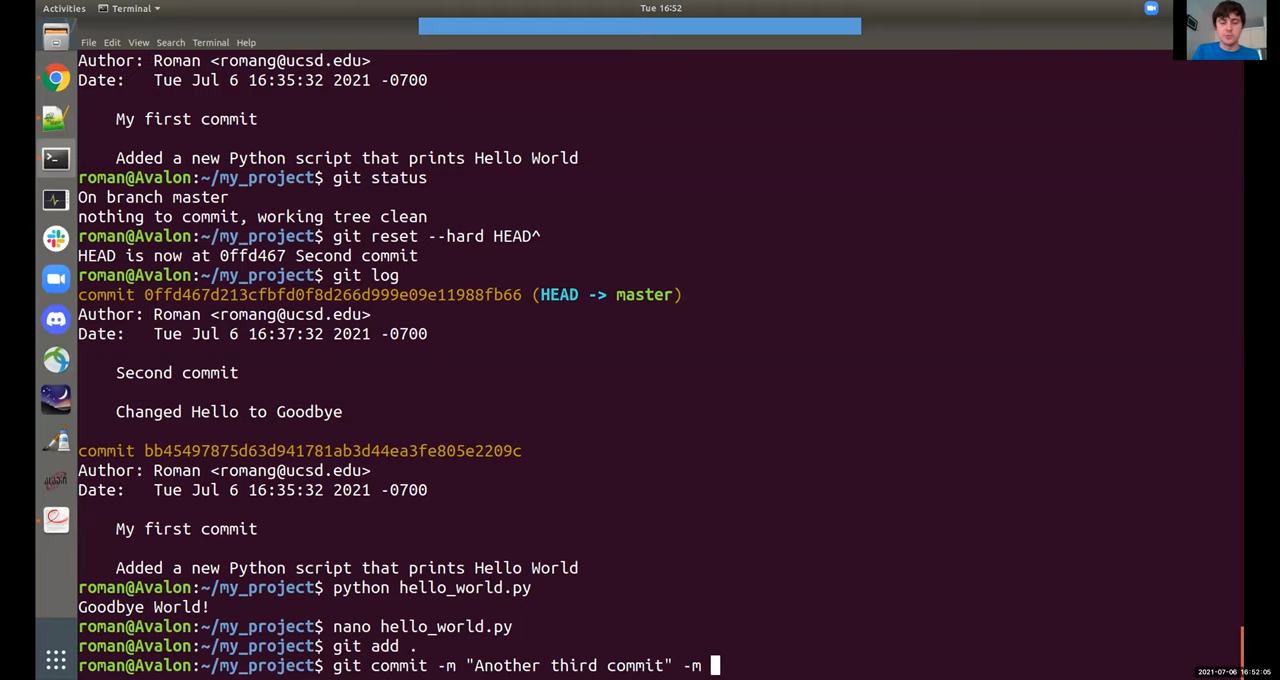 Activities Terminal Tue 16:52
File Edit View Search Terminal Help
Author: Roman <romang@ucsd.edu>
Date: Tue Jul 6 16:35:32 2021 -0700
My first commit
Added a new Python script that prints Hello World
roman@Avalon:~/my_project$ git status
On branch master
nothing to commit, working tree clean
roman@Avalon:~/my_project$ git reset --hard HEAD^
HEAD is now at 0ffd467 Second commit
roman@Avalon:~/my_project$ git log
commit 0ffd467d213cfbfd0f8d266d999e09e11988fb66 (HEAD -> master)
Author: Roman <romang@ucsd.edu>
Date: Tue Jul 6 16:37:32 2021 -0700
Second commit
Changed Hello to Goodbye
commit bb45497875d63d941781ab3d44ea3fe805e2209c
Author: Roman <romang@ucsd.edu>
Date: Tue Jul 6 16:35:32 2021 -0700
My first commit
Added a new Python script that prints Hello World
roman@Avalon:~/my_project$ python hello_world.py
Goodbye World!
roman@Avalon:~/my_project$ nano hello_world.py
roman@Avalon:~/my_project$ git add .
roman@Avalon:~/my_project$ git commit -m "Another third commit" -m
2021-07-06 16:52:05